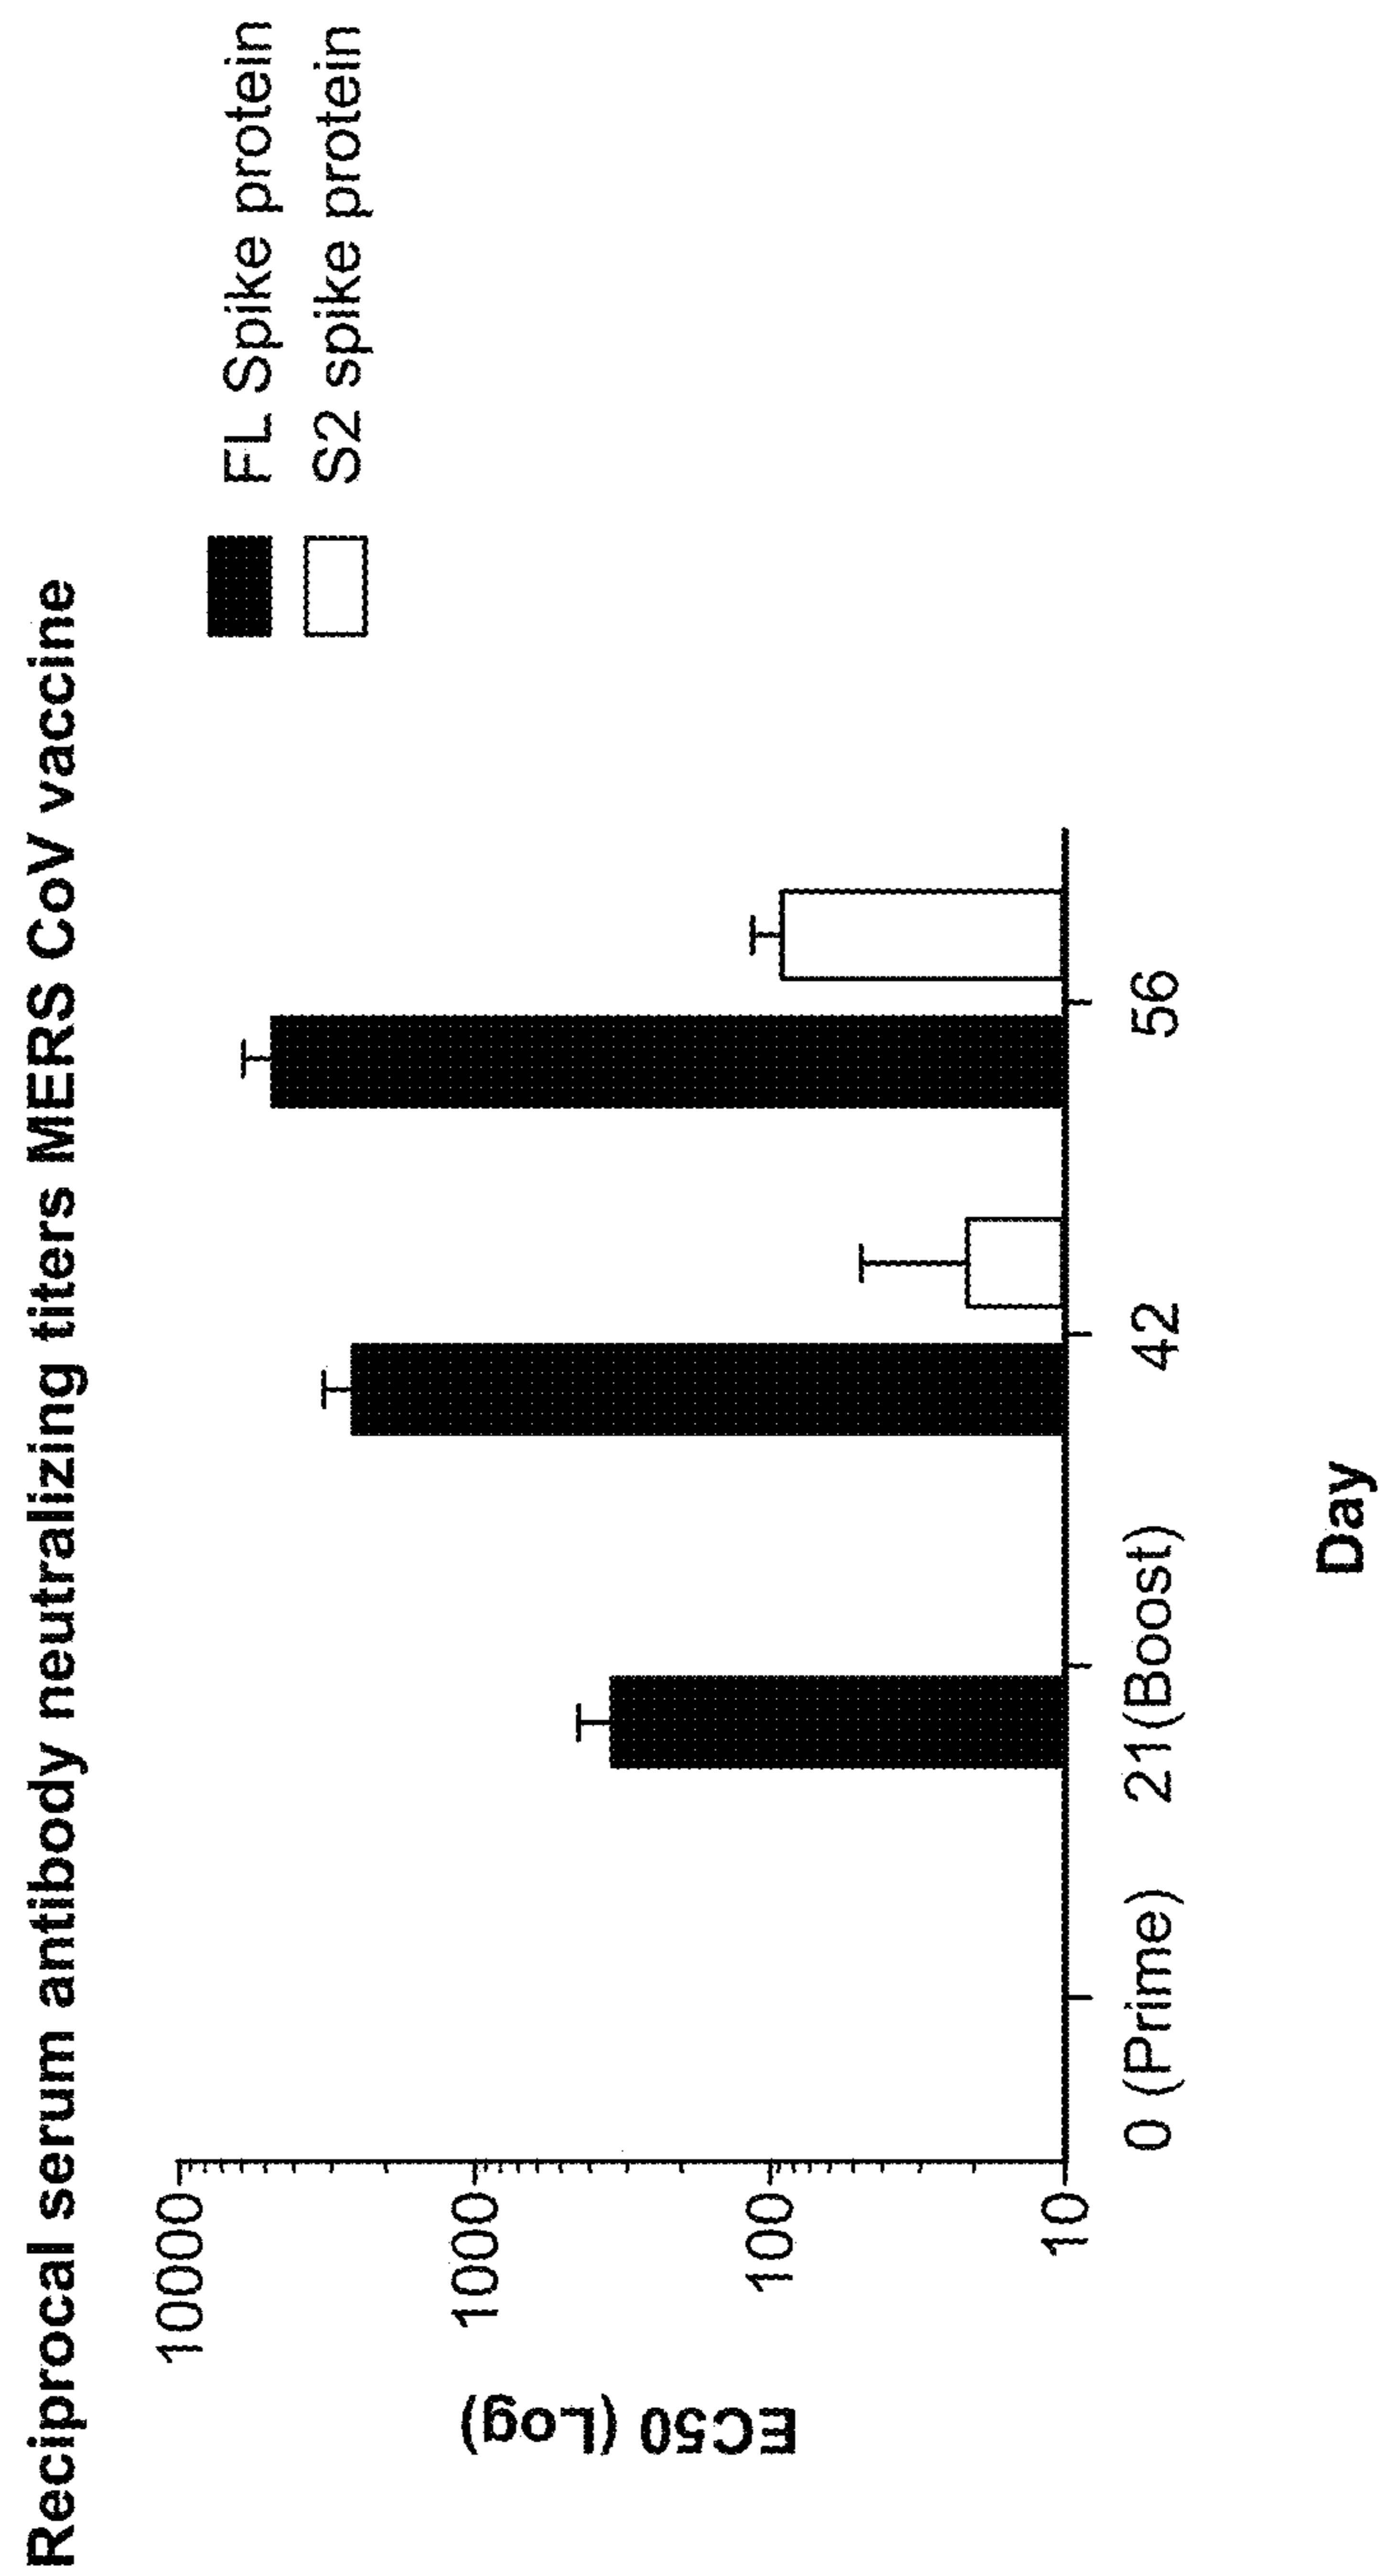 Reciprocal serum antibody neutralizing titers MERS CoV vaccine
FL Spike protein
S2 spike protein
EC50 (Log)
10000
1000
100
10
0 (Prime)
21(Boost)
42
56
Day